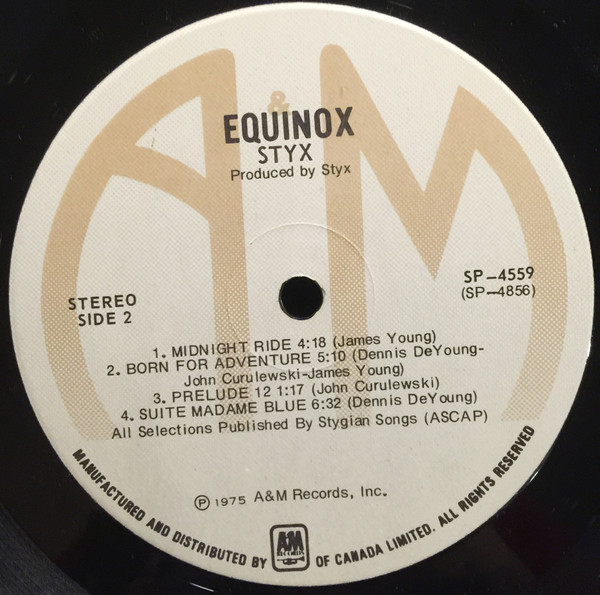 A&M
EQUINOX
STYX
Produced by Styx
STEREO
SIDE 2
SP-4559
(SP-4856)
1. MIDNIGHT RIDE 4:18 (James Young)
2. BORN FOR ADVENTURE 5:10 (Dennis DeYoung-
John Curulewski-James Young)
3. PRELUDE 12 1:17 (John Curulewski)
4. SUITE MADAME BLUE 6:32 (Dennis DeYoung)
All Selections Published By Stygian Songs (ASCAP)
℗ 1975 A&M Records, Inc.
MANUFACTURED AND DISTRIBUTED BY A&M RECORDS OF CANADA LIMITED. ALL RIGHTS RESERVED